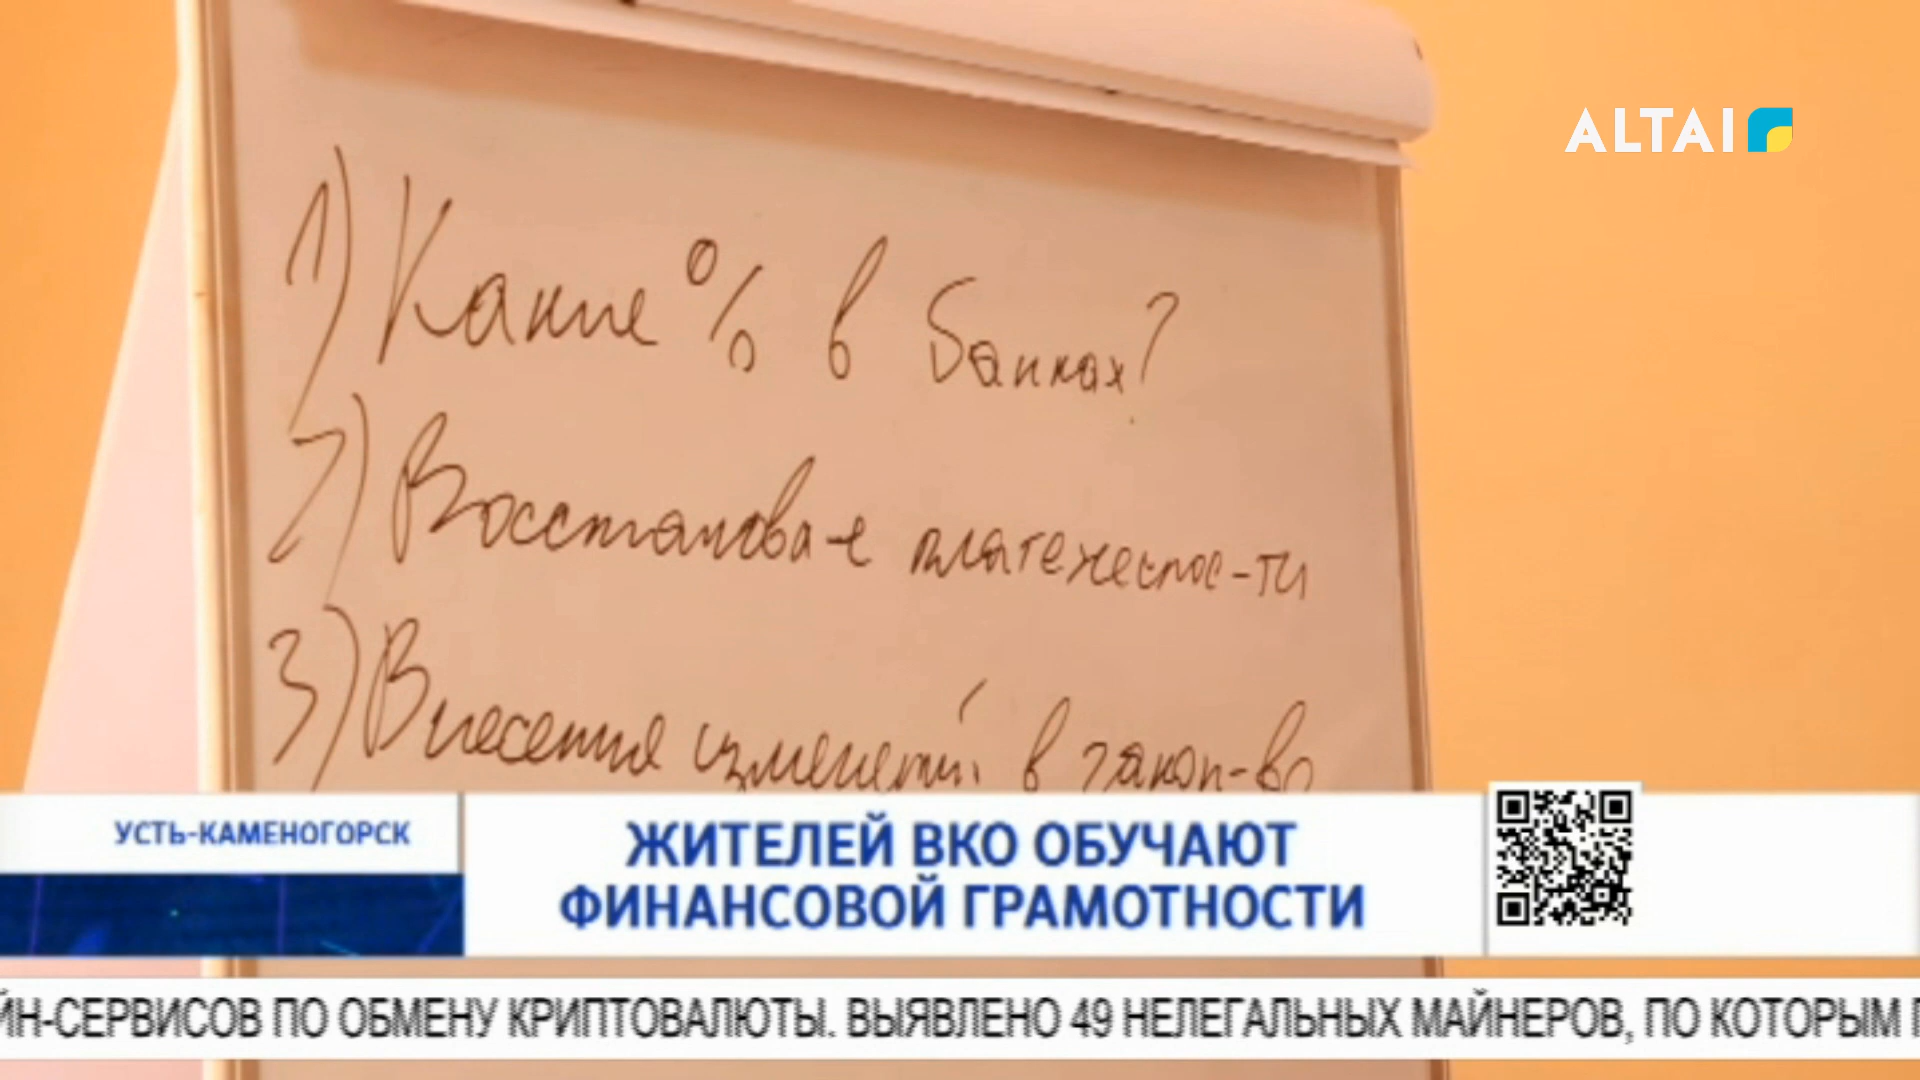 ALTAI
1) Какие % в банках?
2) Восстанова-е платежеспос-ти
3) Внесения изменений в закон-во
УСТЬ-КАМЕНОГОРСК
ЖИТЕЛЕЙ ВКО ОБУЧАЮТ
ФИНАНСОВОЙ ГРАМОТНОСТИ
ЙН-СЕРВИСОВ ПО ОБМЕНУ КРИПТОВАЛЮТЫ. ВЫЯВЛЕНО 49 НЕЛЕГАЛЬНЫХ МАЙНЕРОВ, ПО КОТОРЫМ